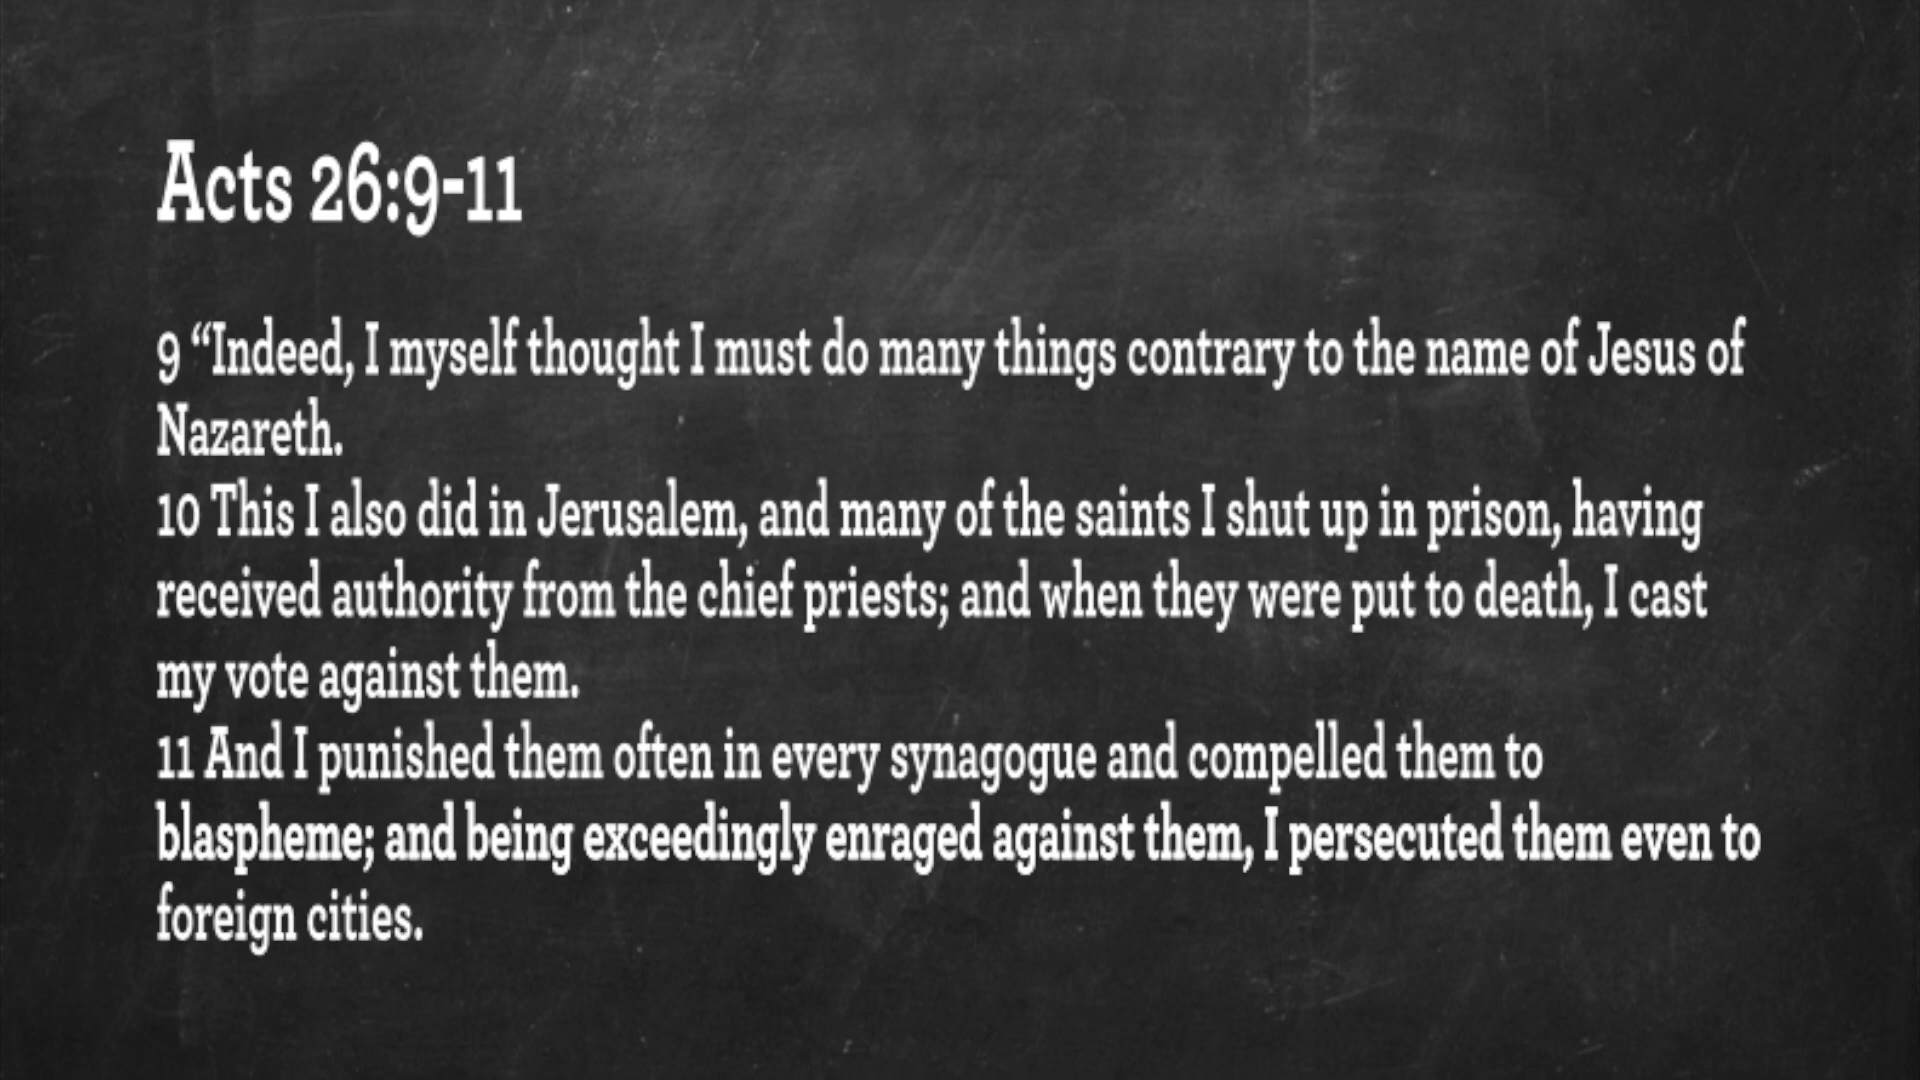 Acts 26:9-11
9 “Indeed, I myself thought I must do many things contrary to the name of Jesus of
Nazareth.
10 This I also did in Jerusalem, and many of the saints I shut up in prison, having
received authority from the chief priests; and when they were put to death, I cast
my vote against them.
11 And I punished them often in every synagogue and compelled them to
blaspheme; and being exceedingly enraged against them, I persecuted them even to
foreign cities.